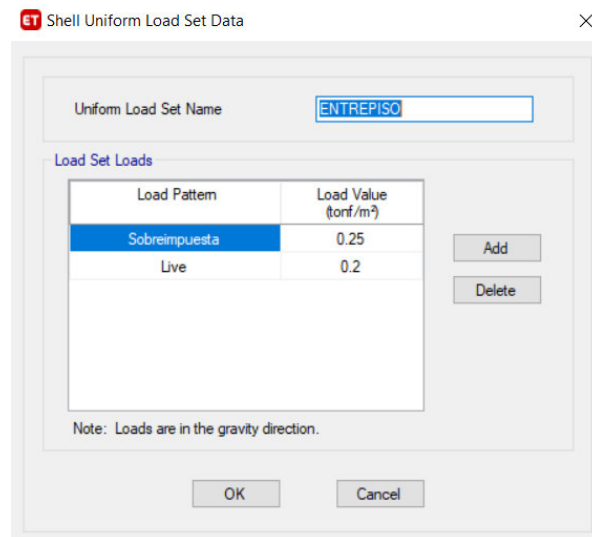 ET Shell Uniform Load Set Data
Uniform Load Set Name ENTREPISO
Load Set Loads
Load Pattern Load Value
(tonf/m²)
Sobreimpuesta 0.25
Add
Live 0.2
Delete
Note: Loads are in the gravity direction.
OK Cancel